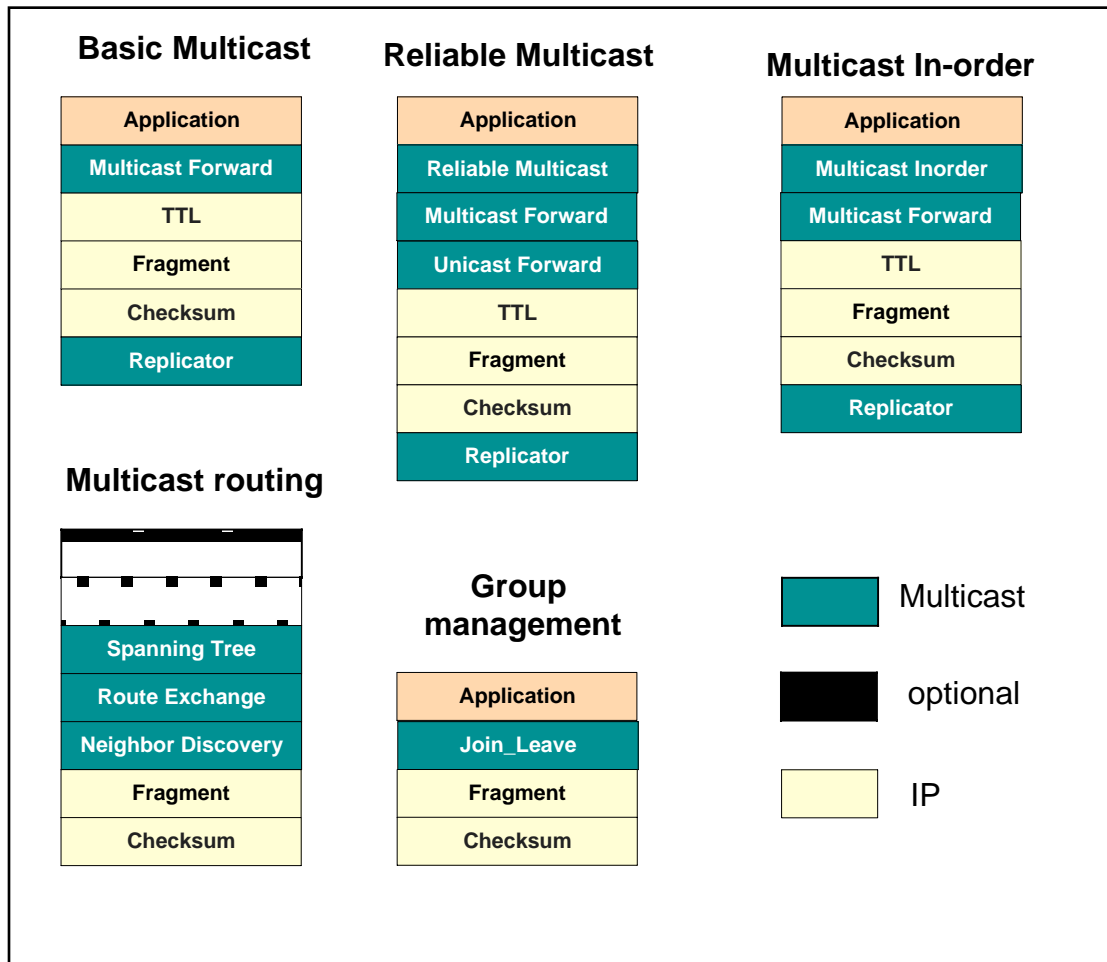 Basic Multicast
Application
Multicast Forward
TTL
Fragment
Checksum
Replicator
Reliable Multicast
Application
Reliable Multicast
Multicast Forward
Unicast Forward
TTL
Fragment
Checksum
Replicator
Multicast In-order
Application
Multicast Inorder
Multicast Forward
TTL
Fragment
Checksum
Replicator
Multicast routing
Spanning Tree
Route Exchange
Neighbor Discovery
Fragment
Checksum
Group
management
Application
Join_Leave
Fragment
Checksum
Multicast
optional
IP